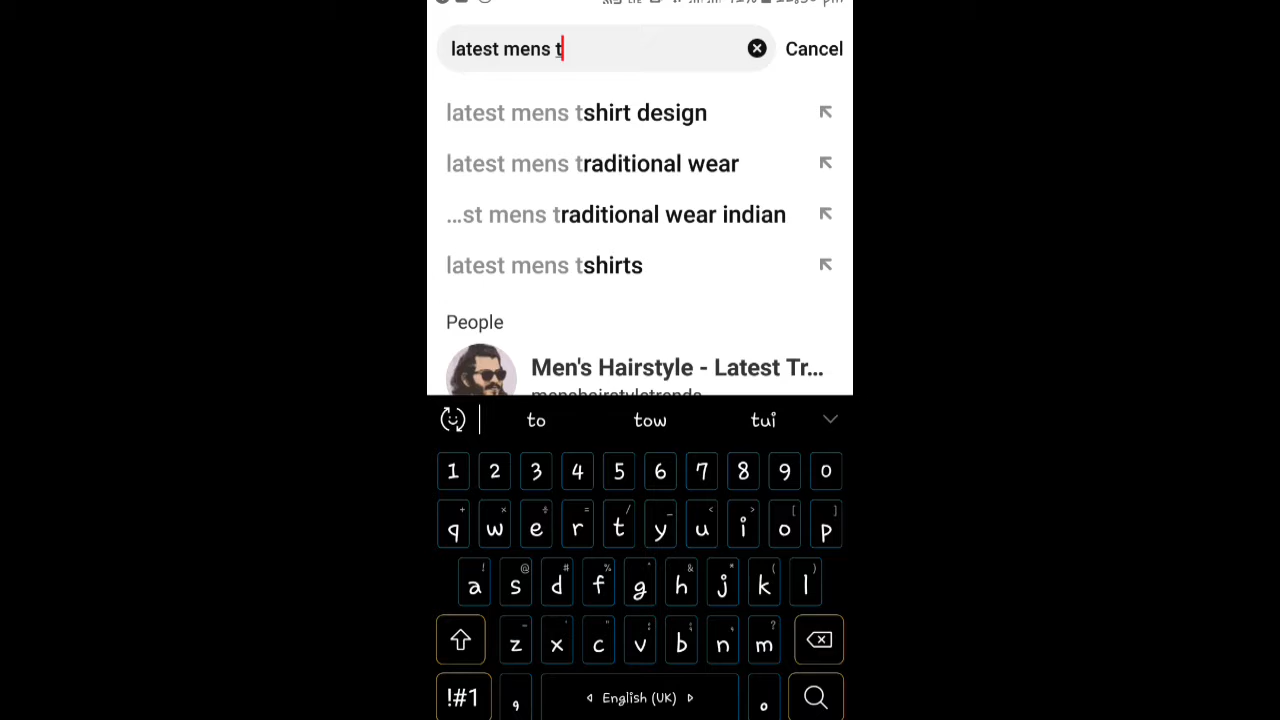 latest mens t
Cancel
latest mens tshirt design
latest mens traditional wear
...st mens traditional wear indian
latest mens tshirts
People
Men's Hairstyle - Latest Tr...
to tow tui
1 2 3 4 5 6 7 8 9 0
q w e r t y u i o p
a s d f g h j k l
z x c v b n m
!#1 , English (UK) .